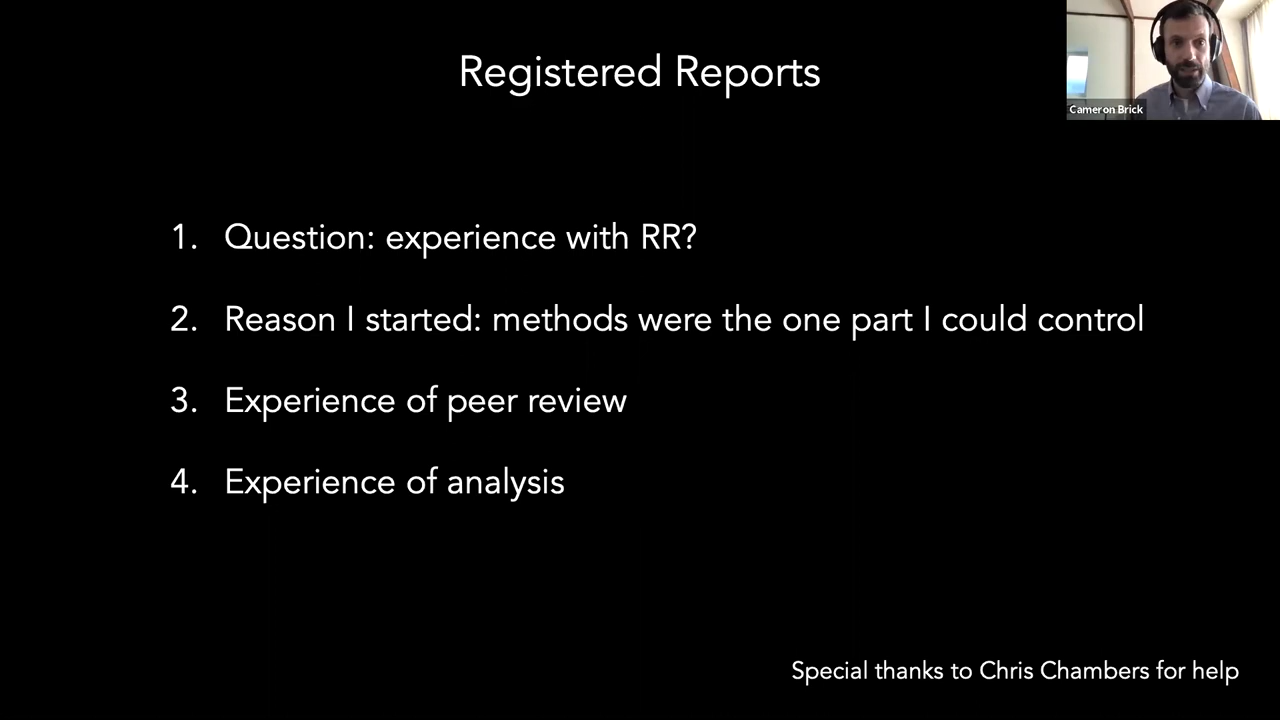 Registered Reports
Cameron Brick
1. Question: experience with RR?
2. Reason I started: methods were the one part I could control
3. Experience of peer review
4. Experience of analysis
Special thanks to Chris Chambers for help